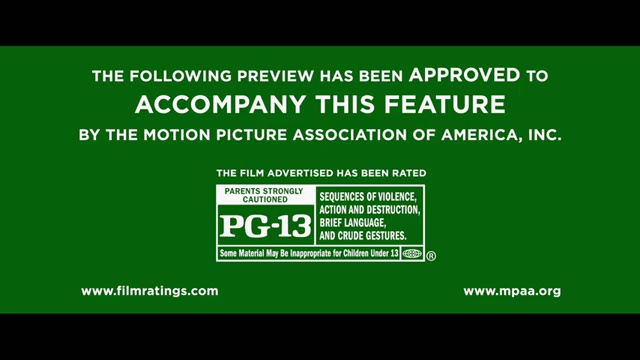 THE FOLLOWING PREVIEW HAS BEEN APPROVED TO
ACCOMPANY THIS FEATURE
BY THE MOTION PICTURE ASSOCIATION OF AMERICA, INC.
THE FILM ADVERTISED HAS BEEN RATED
PARENTS STRONGLY
CAUTIONED
PG-13
SEQUENCES OF VIOLENCE,
ACTION AND DESTRUCTION,
BRIEF LANGUAGE,
AND CRUDE GESTURES.
Some Material May Be Inappropriate for Children Under 13
®
www.filmratings.com
www.mpaa.org